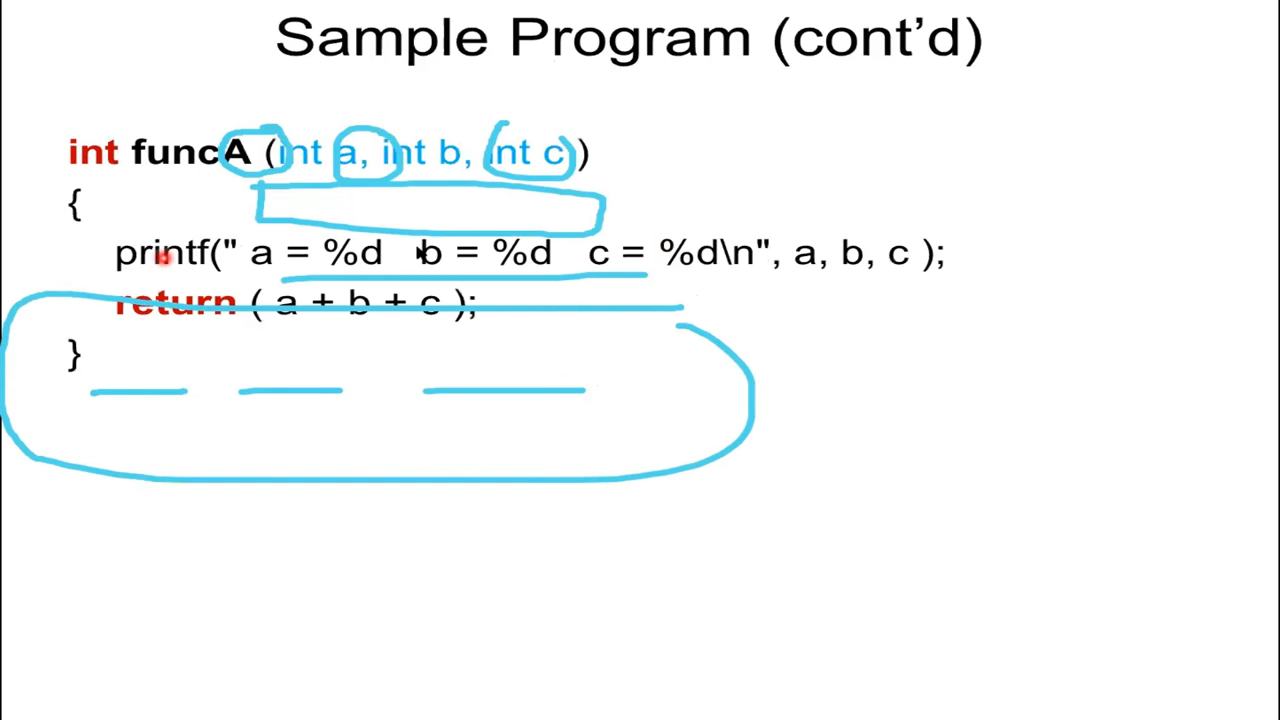 Sample Program (cont’d)
int funcA (int a, int b, int c )
{
printf(" a = %d b = %d c = %d\n", a, b, c );
return ( a + b + c );
}